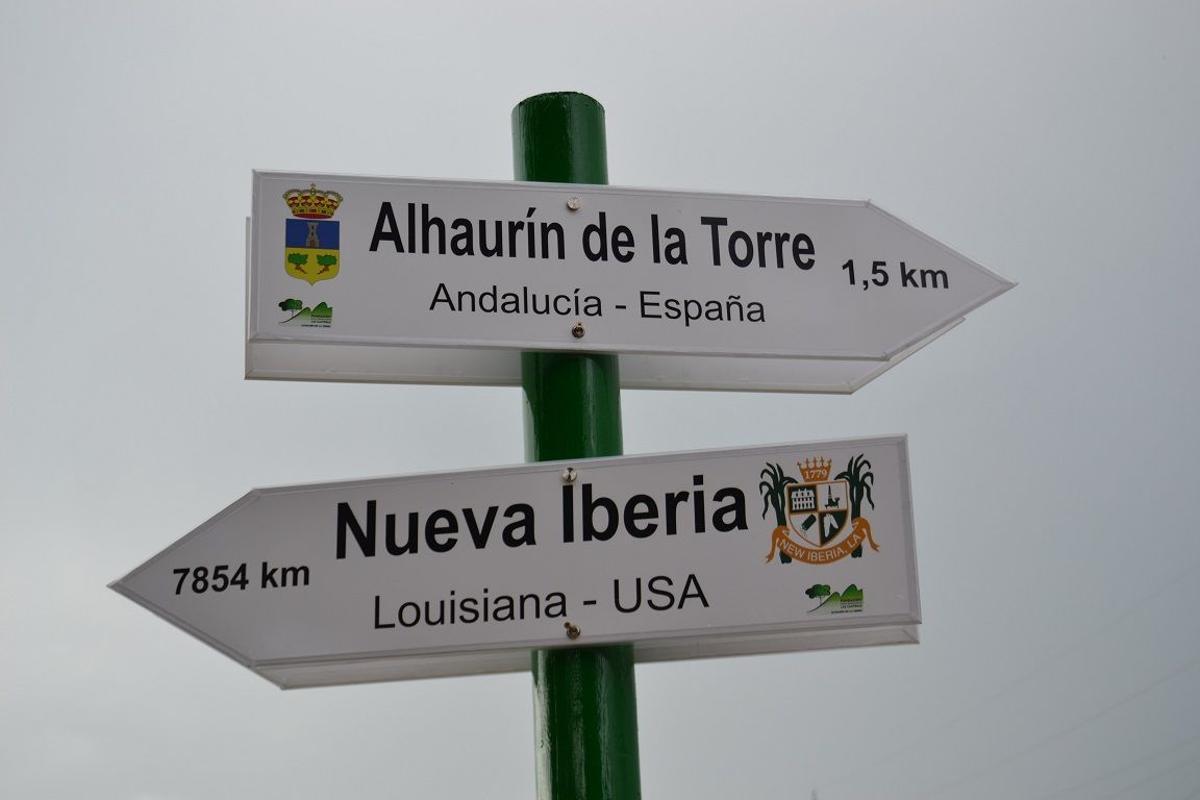 Alhaurín de la Torre
1,5 km
Andalucía - España
Nueva Iberia
7854 km
Louisiana - USA
1779
NEW IBERIA, LA